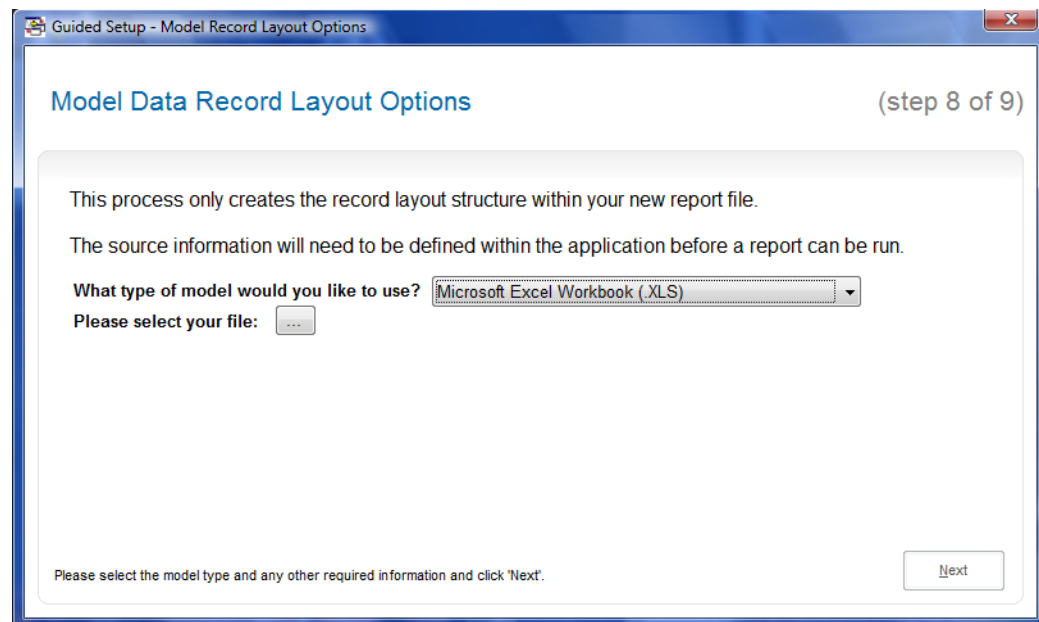 Guided Setup - Model Record Layout Options
X
Model Data Record Layout Options
(step 8 of 9)
This process only creates the record layout structure within your new report file.
The source information will need to be defined within the application before a report can be run.
What type of model would you like to use? Microsoft Excel Workbook (.XLS)
Please select your file: ...
Please select the model type and any other required information and click 'Next'.
Next